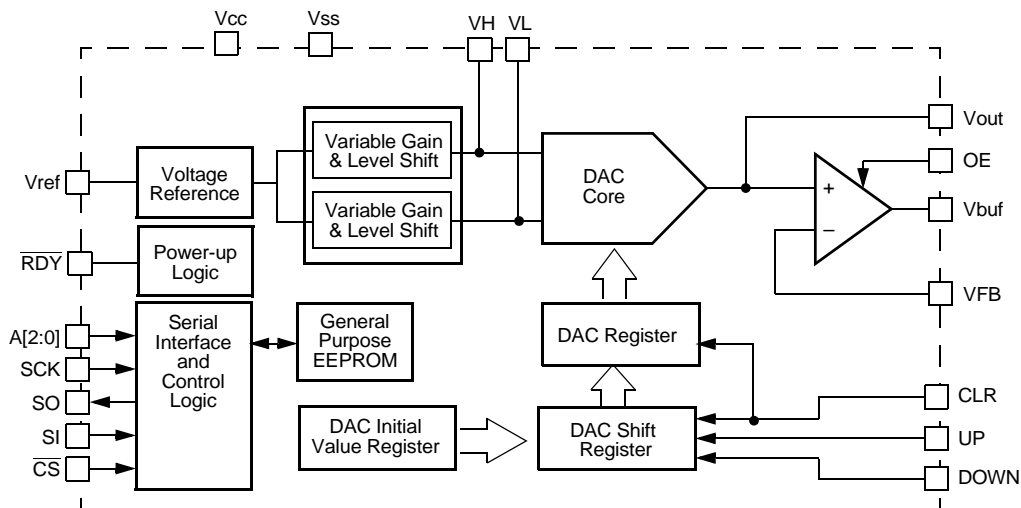 Vcc
Vss
VH
VL
Vref
Voltage
Reference
Variable Gain
& Level Shift
Variable Gain
& Level Shift
DAC
Core
+
–
Vout
OE
Vbuf
VFB
RDY
Power-up
Logic
A[2:0]
SCK
SO
SI
CS
Serial
Interface
and
Control
Logic
General
Purpose
EEPROM
DAC Register
DAC Initial
Value Register
DAC Shift
Register
CLR
UP
DOWN